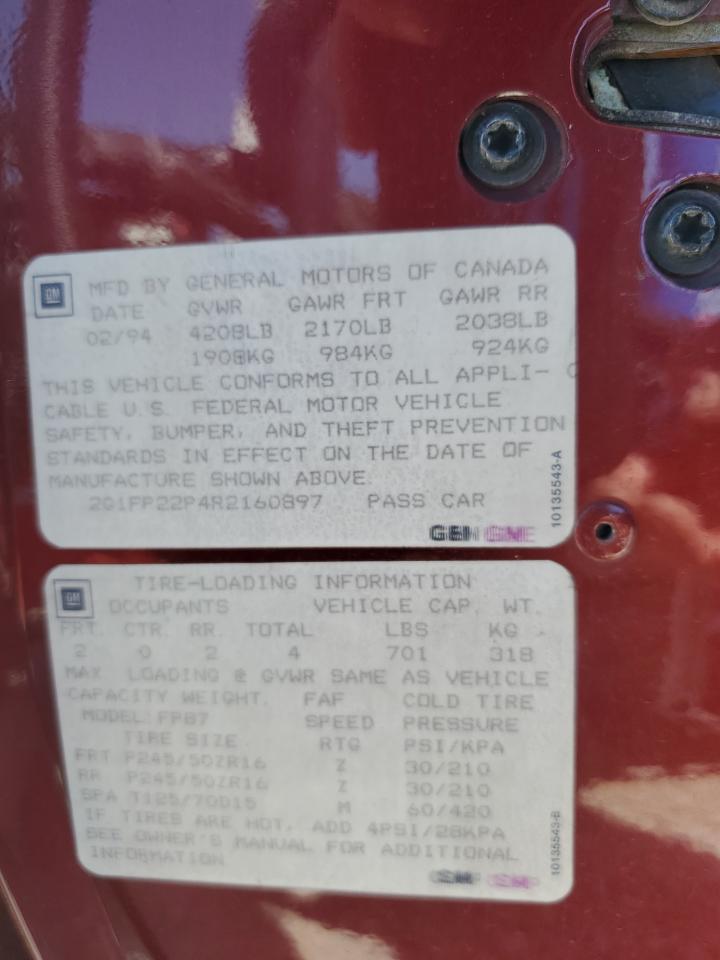 GM
MFD BY GENERAL MOTORS OF CANADA
DATE GVWR GAWR FRT GAWR RR
02/94 4208LB 2170LB 2038LB
1908KG 984KG 924KG
THIS VEHICLE CONFORMS TO ALL APPLI-
CABLE U.S. FEDERAL MOTOR VEHICLE
SAFETY, BUMPER, AND THEFT PREVENTION
STANDARDS IN EFFECT ON THE DATE OF
MANUFACTURE SHOWN ABOVE.
2G1FP22P4R2160897 PASS CAR
10135543-A
GM
TIRE-LOADING INFORMATION
OCCUPANTS VEHICLE CAP. WT.
FRT. CTR. RR. TOTAL LBS KG
2 0 2 4 701 318
MAX. LOADING @ GVWR SAME AS VEHICLE
CAPACITY WEIGHT. FAF COLD TIRE
MODEL:FP87 SPEED PRESSURE
TIRE SIZE RTG PSI/KPA
FRT P245/50ZR16 Z 30/210
RR P245/50ZR16 Z 30/210
SPA T125/70D15 M 60/420
IF TIRES ARE HOT, ADD 4PSI/28KPA
SEE OWNER'S MANUAL FOR ADDITIONAL
INFORMATION
10135543-B